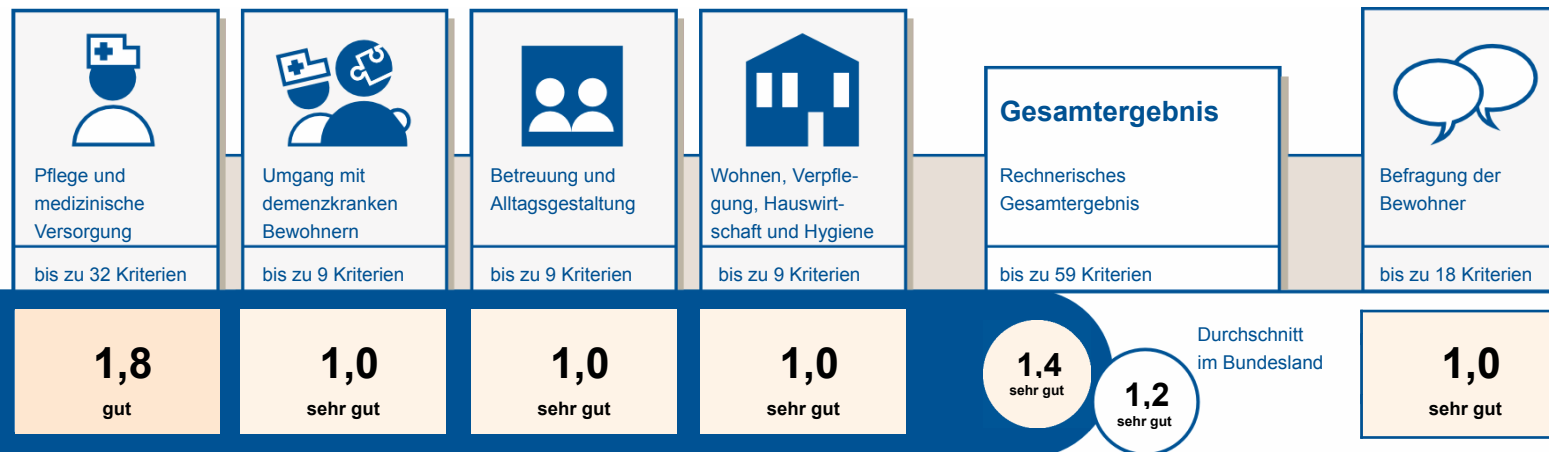 Pflege und
medizinische
Versorgung
bis zu 32 Kriterien
1,8
gut
Umgang mit
demenzkranken
Bewohnern
bis zu 9 Kriterien
1,0
sehr gut
Betreuung und
Alltagsgestaltung
bis zu 9 Kriterien
1,0
sehr gut
Wohnen, Verpfle-
gung, Hauswirt-
schaft und Hygiene
bis zu 9 Kriterien
1,0
sehr gut
Gesamtergebnis
Rechnerisches
Gesamtergebnis
bis zu 59 Kriterien
1,4
sehr gut
Durchschnitt
im Bundesland
1,2
sehr gut
Befragung der
Bewohner
bis zu 18 Kriterien
1,0
sehr gut